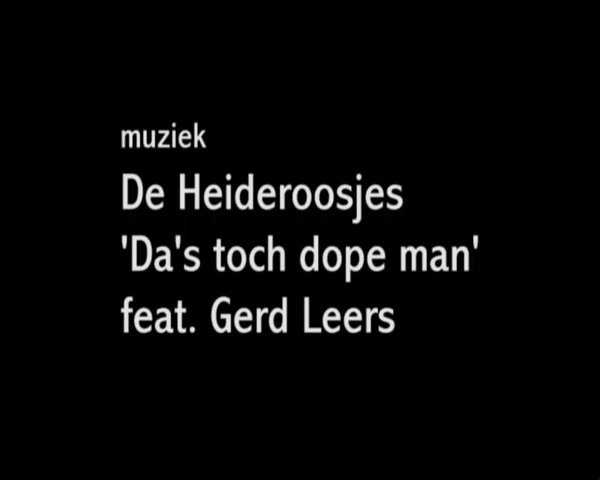 muziek
De Heideroosjes
'Da's toch dope man'
feat. Gerd Leers